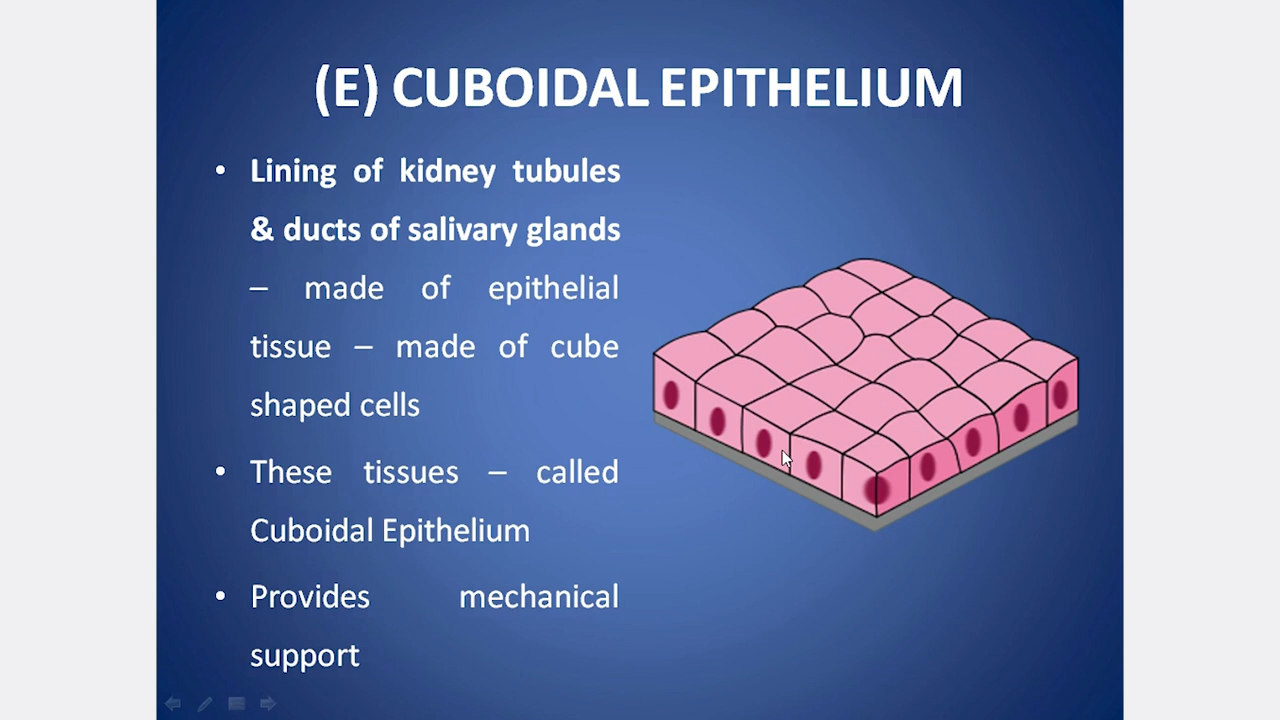 (E) CUBOIDAL EPITHELIUM
• Lining of kidney tubules
& ducts of salivary glands
– made of epithelial
tissue – made of cube
shaped cells
• These tissues – called
Cuboidal Epithelium
• Provides mechanical
support